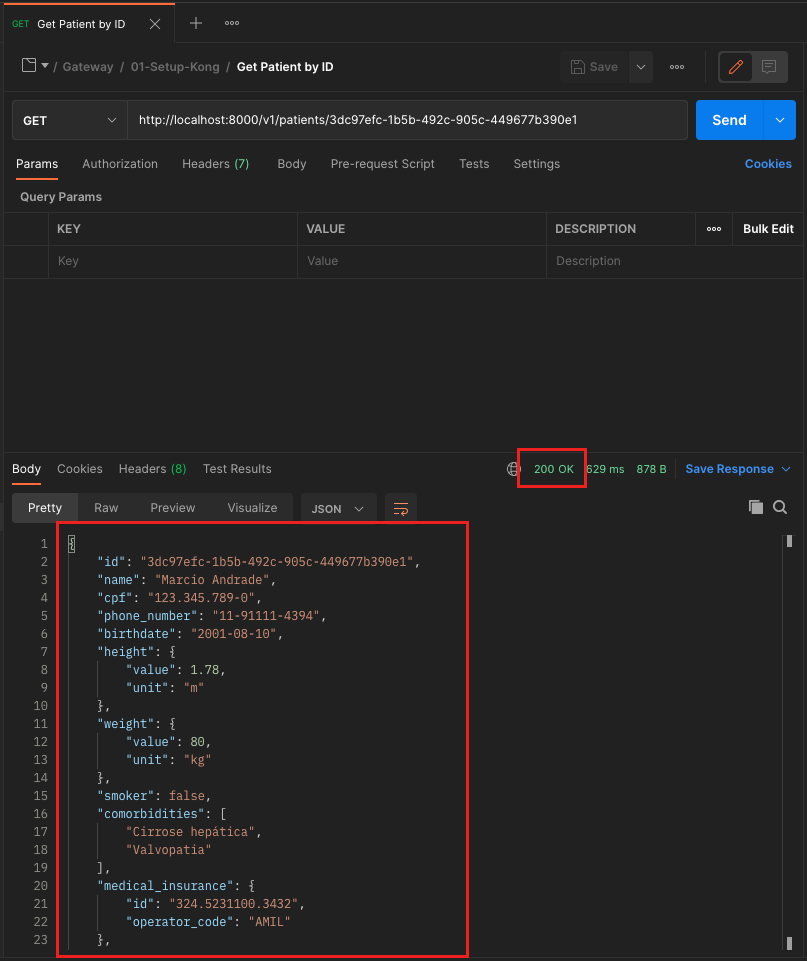 GET Get Patient by ID
/ Gateway / 01-Setup-Kong / Get Patient by ID
Save
GET http://localhost:8000/v1/patients/3dc97efc-1b5b-492c-905c-449677b390e1 Send
Params Authorization Headers (7) Body Pre-request Script Tests Settings Cookies
Query Params
KEY VALUE DESCRIPTION Bulk Edit
Key Value Description
Body Cookies Headers (8) Test Results 200 OK 629 ms 878 B Save Response
Pretty Raw Preview Visualize JSON
1 {
2 "id": "3dc97efc-1b5b-492c-905c-449677b390e1",
3 "name": "Marcio Andrade",
4 "cpf": "123.345.789-0",
5 "phone_number": "11-91111-4394",
6 "birthdate": "2001-08-10",
7 "height": {
8 "value": 1.78,
9 "unit": "m"
10 },
11 "weight": {
12 "value": 80,
13 "unit": "kg"
14 },
15 "smoker": false,
16 "comorbidities": [
17 "Cirrose hepática",
18 "Valvopatia"
19 ],
20 "medical_insurance": {
21 "id": "324.5231100.3432",
22 "operator_code": "AMIL"
23 },